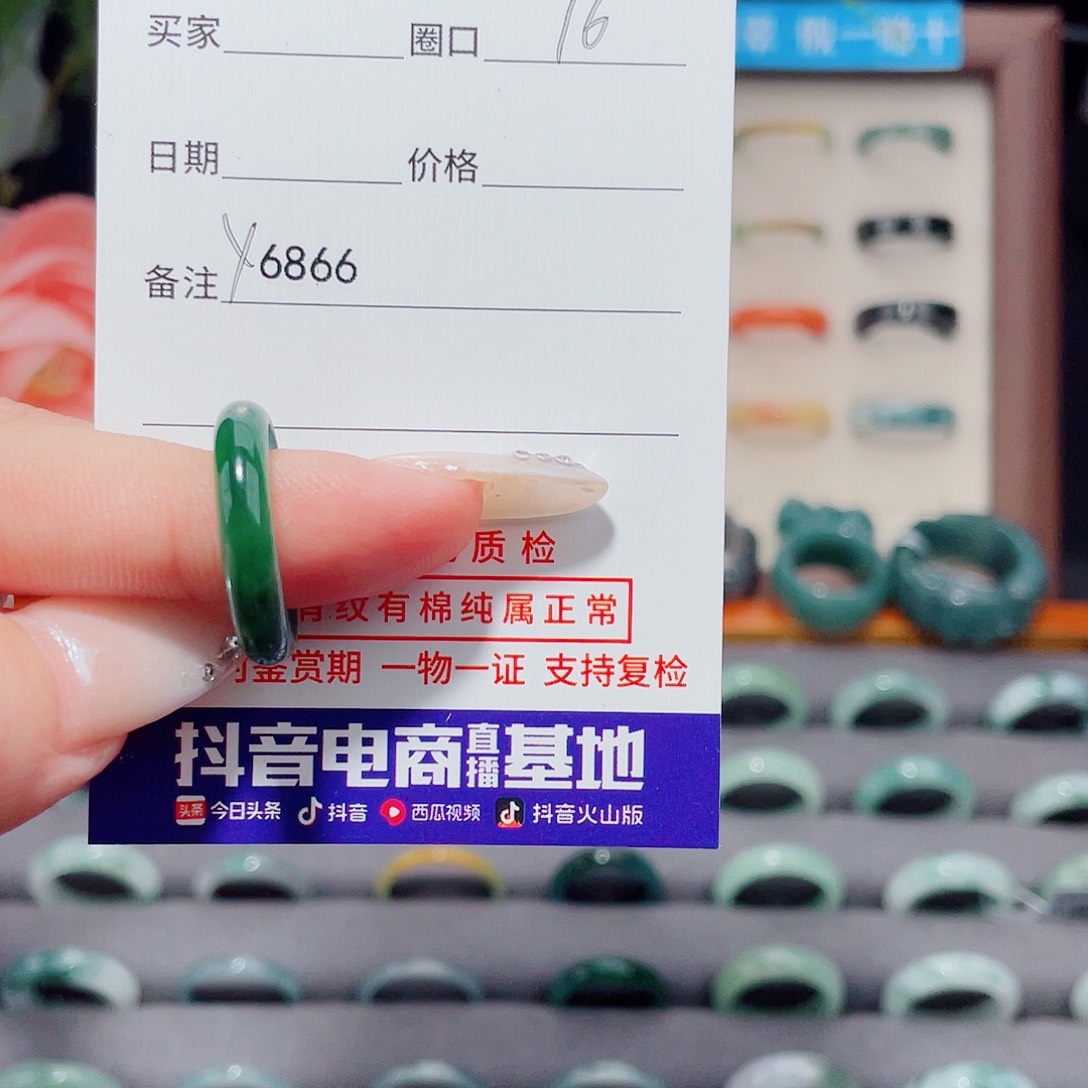 买家 圈口 16
日期 价格
备注 Y6866
质检
有纹有棉纯属正常
鉴赏期 一物一证 支持复检
抖音电商直播基地
头条 今日头条 抖音 西瓜视频 抖音火山版